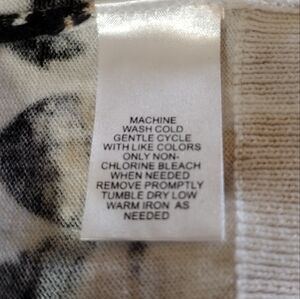 MACHINE
WASH COLD
GENTLE CYCLE
WITH LIKE COLORS
ONLY NON-
CHLORINE BLEACH
WHEN NEEDED
REMOVE PROMPTLY
TUMBLE DRY LOW
WARM IRON AS
NEEDED